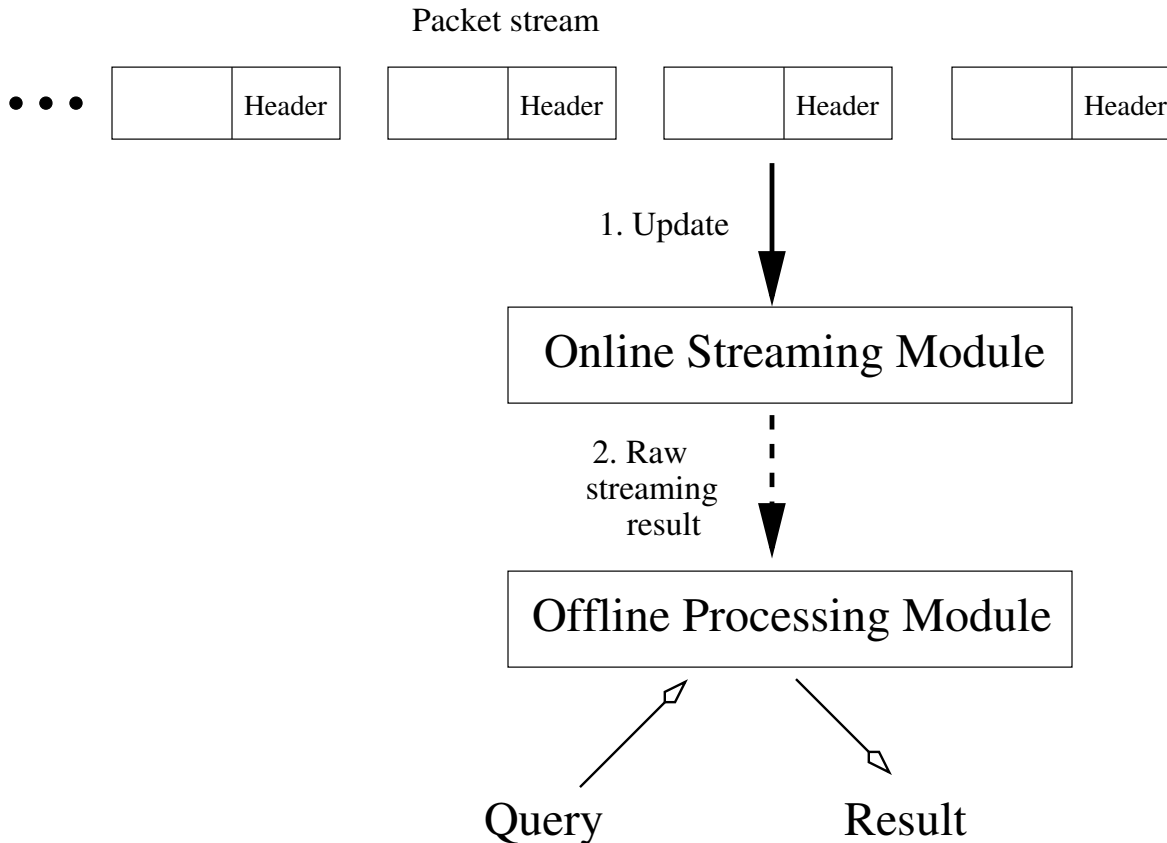 Packet stream
Header Header Header Header
1. Update
Online Streaming Module
2. Raw
streaming
result
Offline Processing Module
Query Result